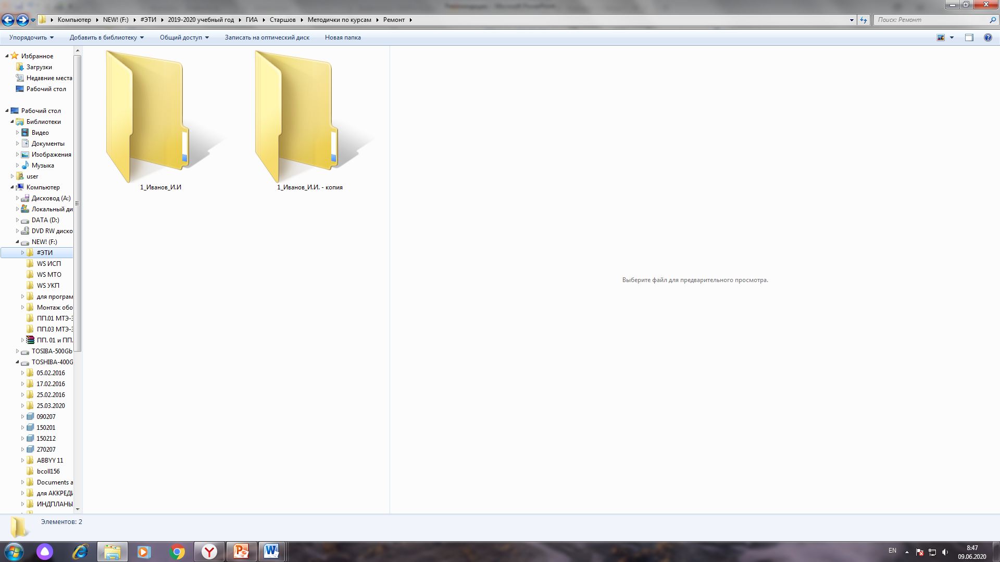 Компьютер NEW! (F:) #ЭТИ 2019-2020 учебный год ГИА Старшов Методички по курсам Ремонт
Поиск: Ремонт
Упорядочить Добавить в библиотеку Общий доступ Записать на оптический диск Новая папка
Избранное
Загрузки
Недавние места
Рабочий стол
Рабочий стол
Библиотеки
Видео
Документы
Изображения
Музыка
user
Компьютер
Дисковод (A:)
Локальный ди
DATA (D:)
DVD RW диско
NEW! (F:)
#ЭТИ
WS ИСП
WS МТО
WS УКП
для програм
Монтаж обо
ПП.01 МТЭ-3
ПП.03 МТЭ-3
ПП. 01 и ПП.
TOSIBA-500Gb
TOSHIBA-400G
05.02.2016
17.02.2016
25.02.2016
25.03.2020
090207
150201
150212
270207
ABBYY 11
bcoll156
Documents a
для АККРЕДИ
ИНДПЛАНЫ
1_Иванов_И.И
1_Иванов_И.И. - копия
Выберите файл для предварительного просмотра.
Элементов: 2
EN
8:47
09.06.2020